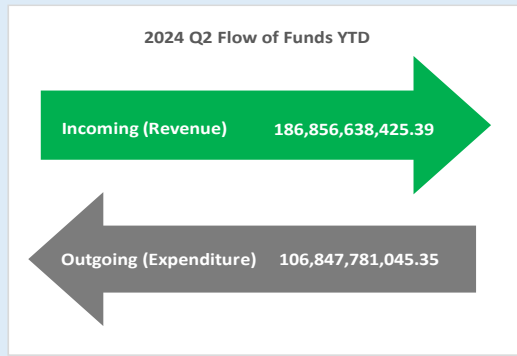 2024 Q2 Flow of Funds YTD
Incoming (Revenue) 186,856,638,425.39
Outgoing (Expenditure) 106,847,781,045.35